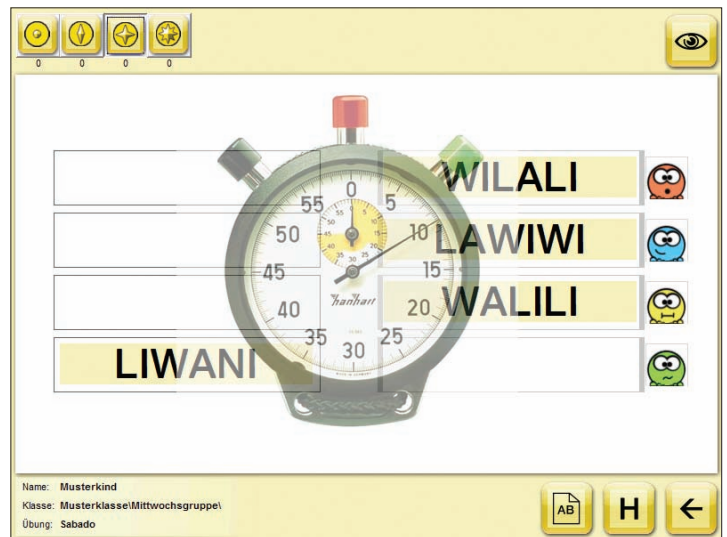 0 0 0 0
WILALI
LAWIWI
WALILI
LIWANI
0
5
10
15
20
25
30
35
40
45
50
55
hanhart
Name: Musterkind
Klasse: Musterklasse\Mittwochsgruppe\
Übung: Sabado
AB
H